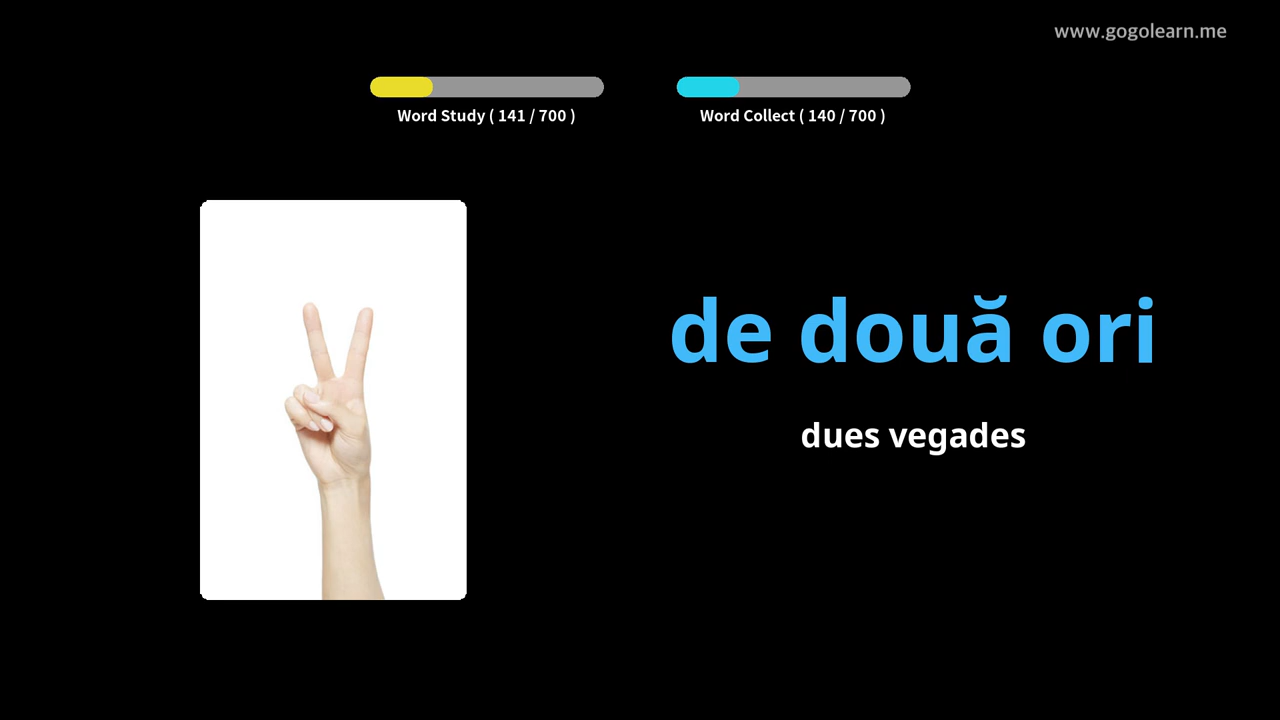 www.gogolearn.me
Word Study ( 141 / 700 )
Word Collect ( 140 / 700 )
de două ori
dues vegades